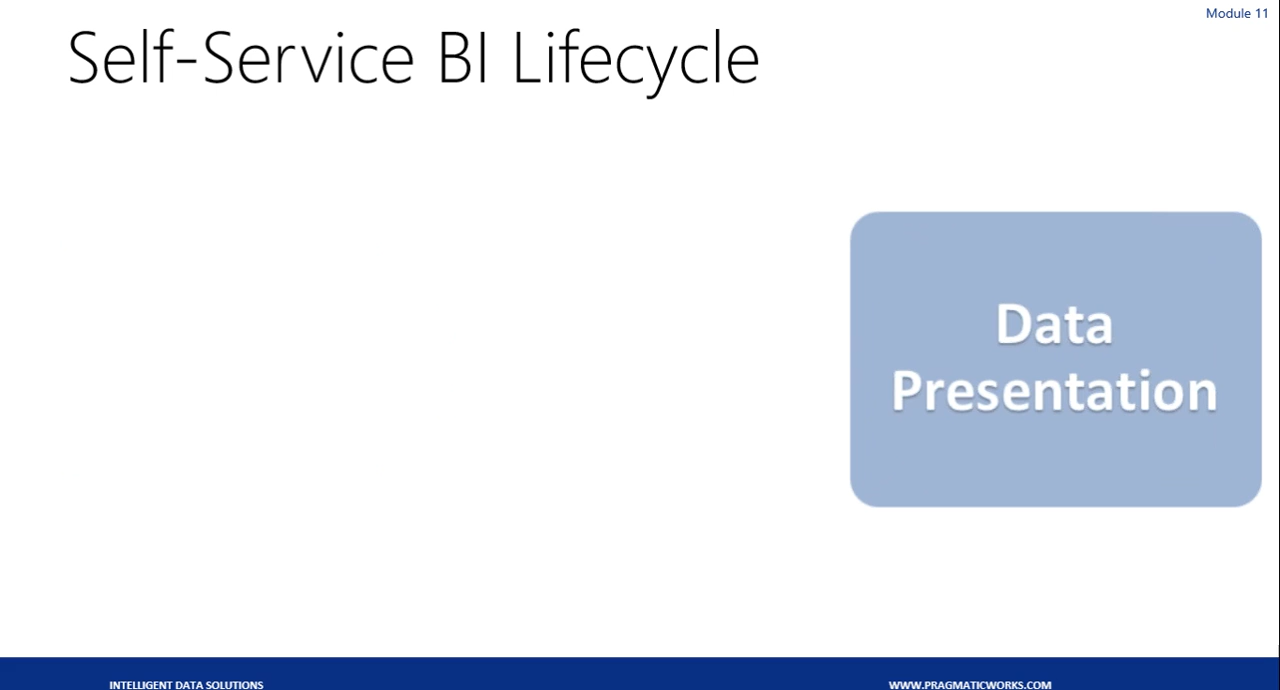 Module 11
Self-Service BI Lifecycle
Data
Presentation
INTELLIGENT DATA SOLUTIONS
WWW.PRAGMATICWORKS.COM